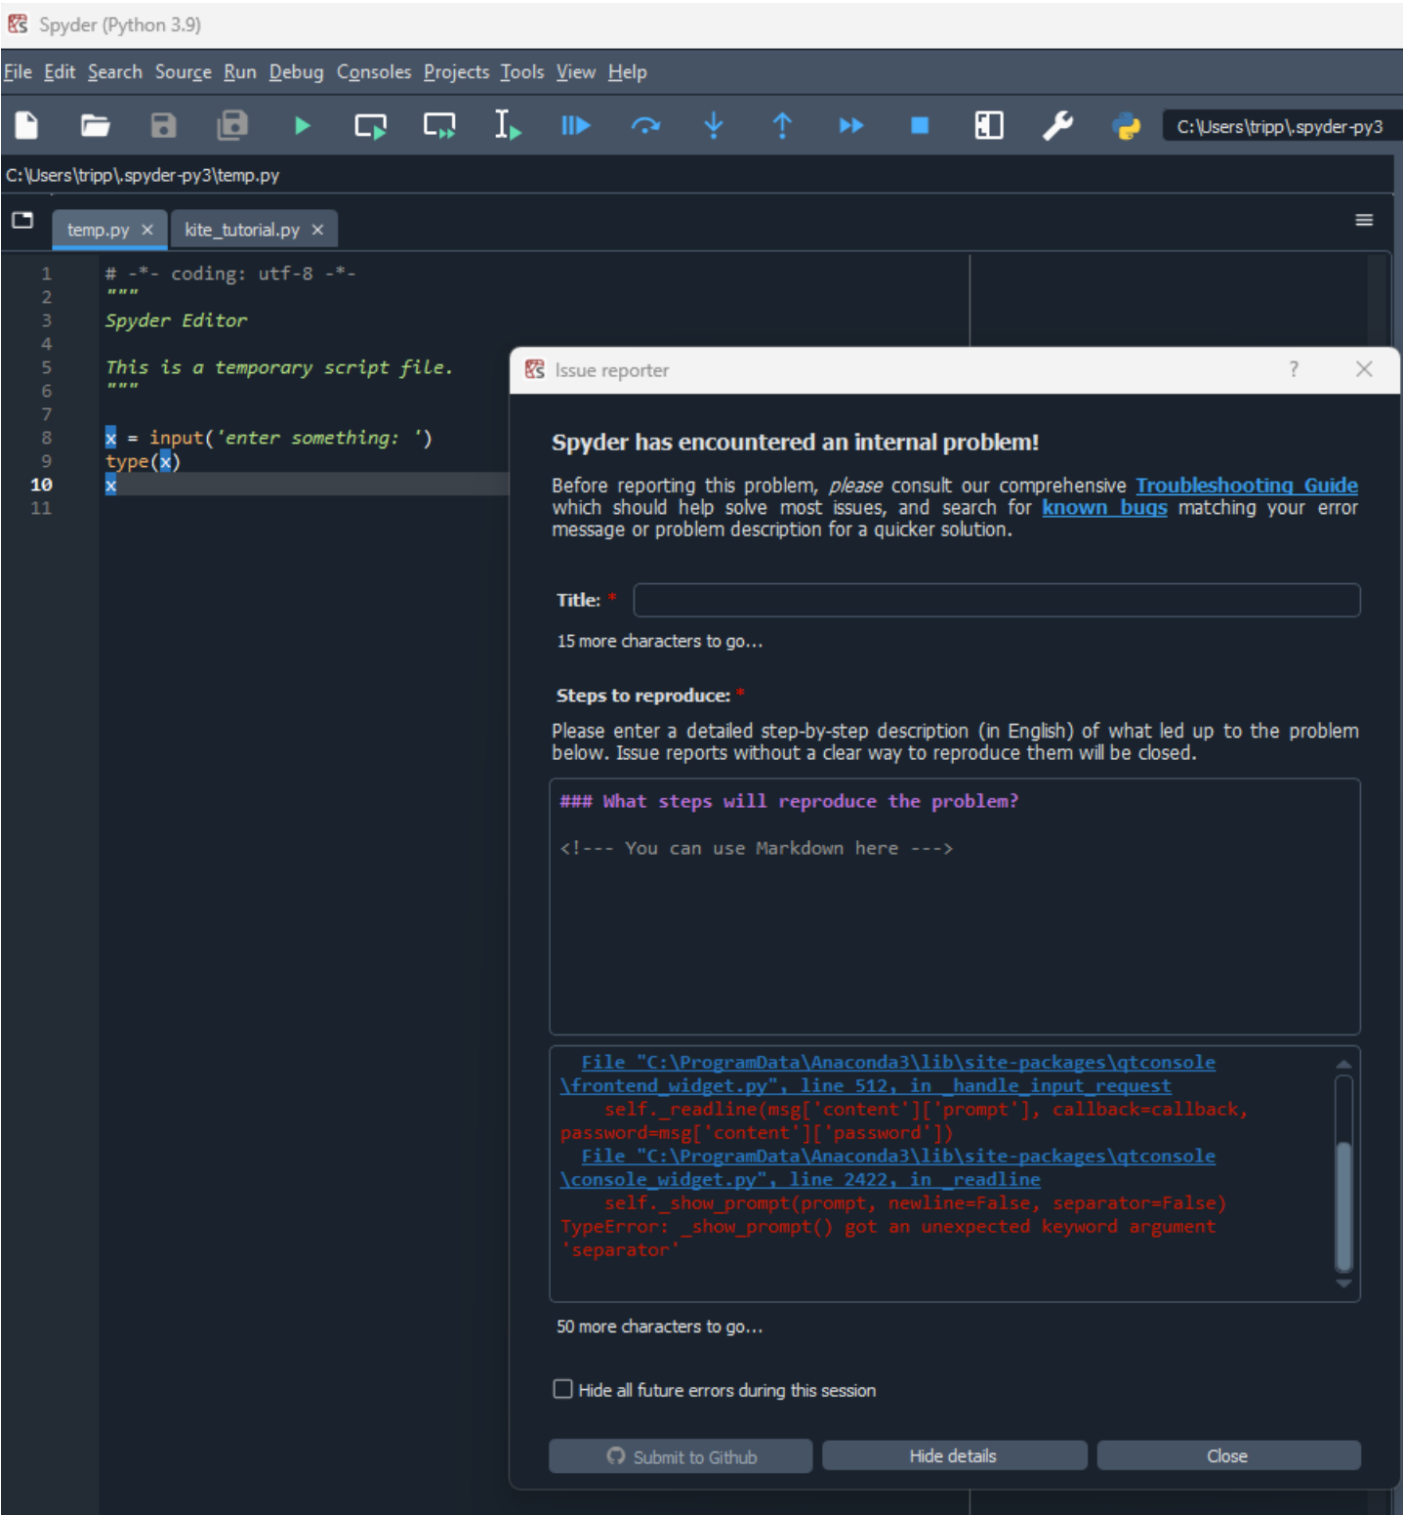 Spyder (Python 3.9)
File Edit Search Source Run Debug Consoles Projects Tools View Help
C:\Users\tripp\.spyder-py3
C:\Users\tripp\.spyder-py3\temp.py
temp.py × kite_tutorial.py ×
1 # -*- coding: utf-8 -*-
2 """
3 Spyder Editor
4
5 This is a temporary script file.
6 """
7
8 x = input('enter something: ')
9 type(x)
10 x
11
Issue reporter
Spyder has encountered an internal problem!
Before reporting this problem, please consult our comprehensive Troubleshooting Guide
which should help solve most issues, and search for known bugs matching your error
message or problem description for a quicker solution.
Title: *
15 more characters to go...
Steps to reproduce: *
Please enter a detailed step-by-step description (in English) of what led up to the problem
below. Issue reports without a clear way to reproduce them will be closed.
### What steps will reproduce the problem?
<!--- You can use Markdown here --->
File "C:\ProgramData\Anaconda3\lib\site-packages\qtconsole
\frontend_widget.py", line 512, in _handle_input_request
self._readline(msg['content']['prompt'], callback=callback,
password=msg['content']['password'])
File "C:\ProgramData\Anaconda3\lib\site-packages\qtconsole
\console_widget.py", line 2422, in _readline
self._show_prompt(prompt, newline=False, separator=False)
TypeError: _show_prompt() got an unexpected keyword argument
'separator'
50 more characters to go...
Hide all future errors during this session
Submit to Github Hide details Close